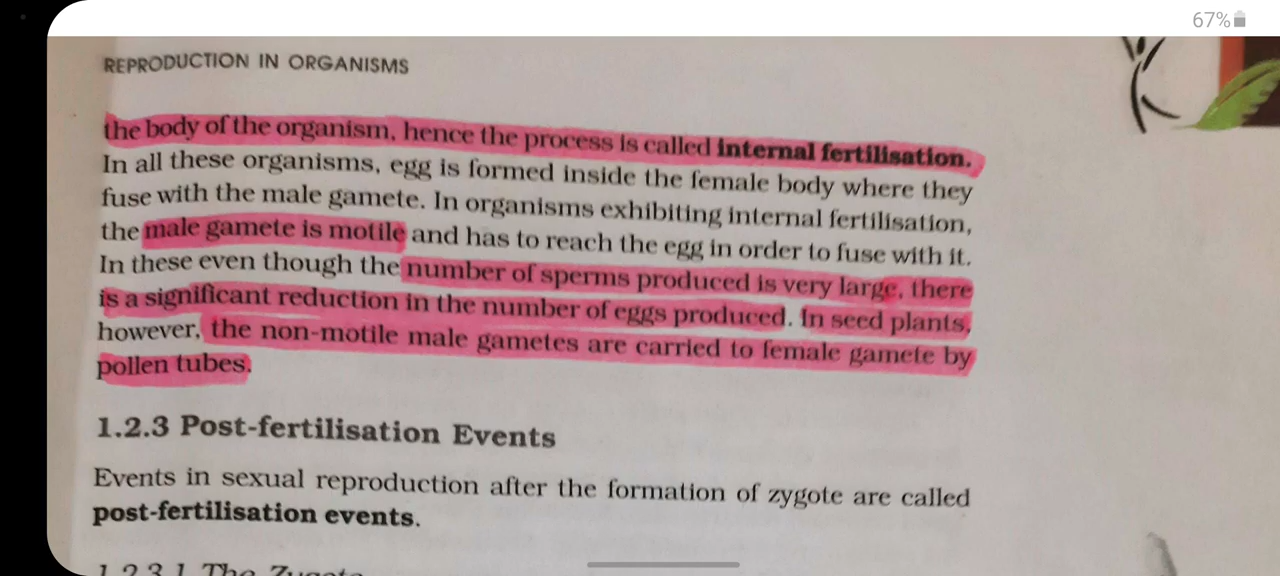 67%
REPRODUCTION IN ORGANISMS
the body of the organism, hence the process is called internal fertilisation.
In all these organisms, egg is formed inside the female body where they
fuse with the male gamete. In organisms exhibiting internal fertilisation,
the male gamete is motile and has to reach the egg in order to fuse with it.
In these even though the number of sperms produced is very large, there
is a significant reduction in the number of eggs produced. In seed plants,
however, the non-motile male gametes are carried to female gamete by
pollen tubes.
1.2.3 Post-fertilisation Events
Events in sexual reproduction after the formation of zygote are called
post-fertilisation events.
1.2.3.1 The Zygote